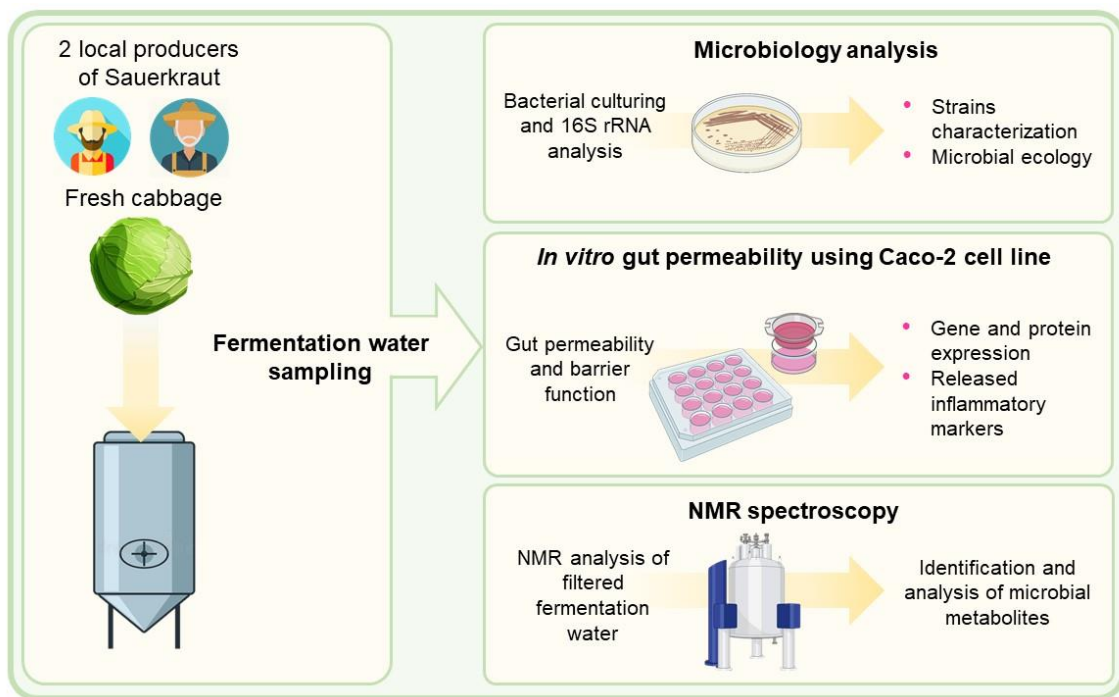 2 local producers
of Sauerkraut
Fresh cabbage
Fermentation water
sampling
Microbiology analysis
Bacterial culturing
and 16S rRNA
analysis
• Strains
characterization
• Microbial ecology
In vitro gut permeability using Caco-2 cell line
Gut permeability
and barrier
function
• Gene and protein
expression
• Released
inflammatory
markers
NMR spectroscopy
NMR analysis of
filtered
fermentation
water
Identification and
analysis of microbial
metabolites